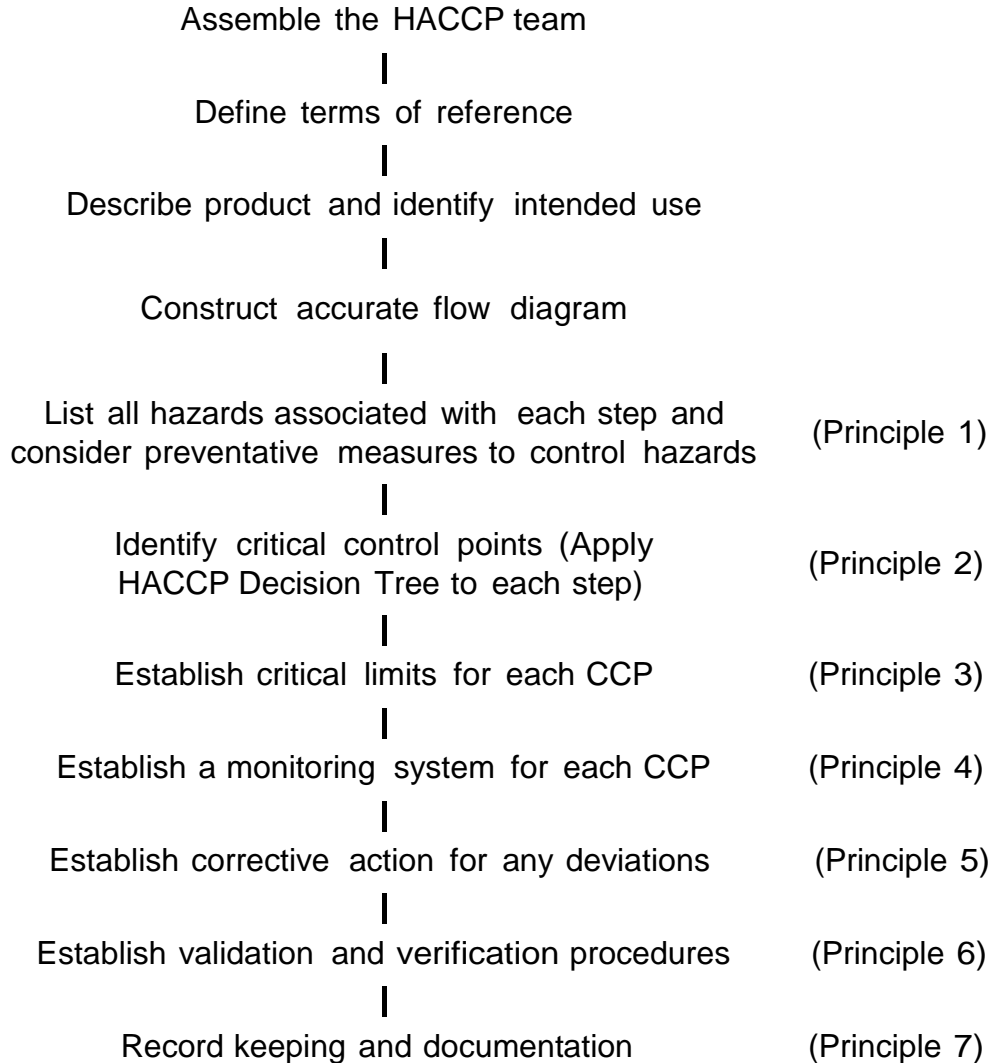 Assemble the HACCP team
Define terms of reference
Describe product and identify intended use
Construct accurate flow diagram
List all hazards associated with each step and
consider preventative measures to control hazards
(Principle 1)
Identify critical control points (Apply
HACCP Decision Tree to each step)
(Principle 2)
Establish critical limits for each CCP
(Principle 3)
Establish a monitoring system for each CCP
(Principle 4)
Establish corrective action for any deviations
(Principle 5)
Establish validation and verification procedures
(Principle 6)
Record keeping and documentation
(Principle 7)